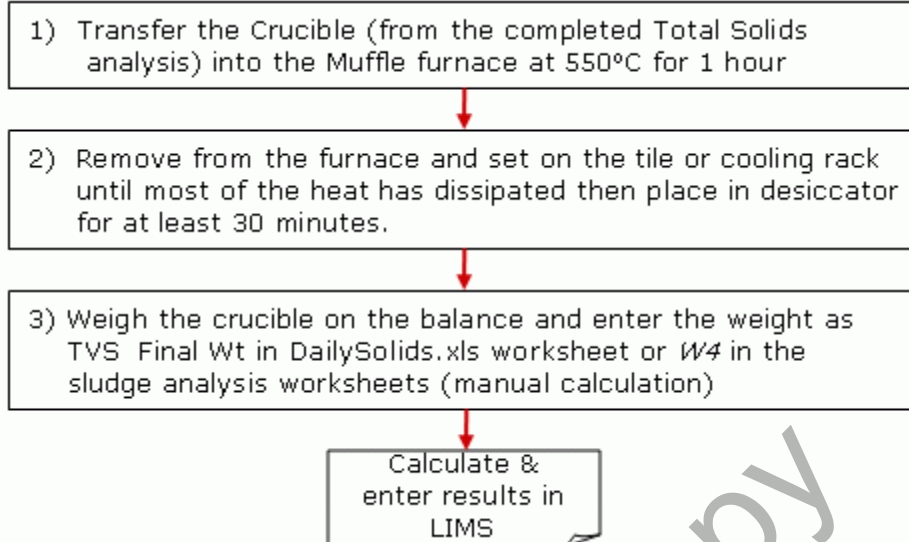 1) Transfer the Crucible (from the completed Total Solids
analysis) into the Muffle furnace at 550°C for 1 hour
2) Remove from the furnace and set on the tile or cooling rack
until most of the heat has dissipated then place in desiccator
for at least 30 minutes.
3) Weigh the crucible on the balance and enter the weight as
TVS Final Wt in DailySolids.xls worksheet or W4 in the
sludge analysis worksheets (manual calculation)
Calculate &
enter results in
LIMS
py